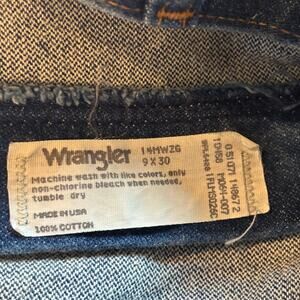 Wrangler
14MWZG
9 X 30
Machine wash with like colors, only
non-chlorine bleach when needed,
tumble dry
MADE IN USA
100% COTTON
051071148672